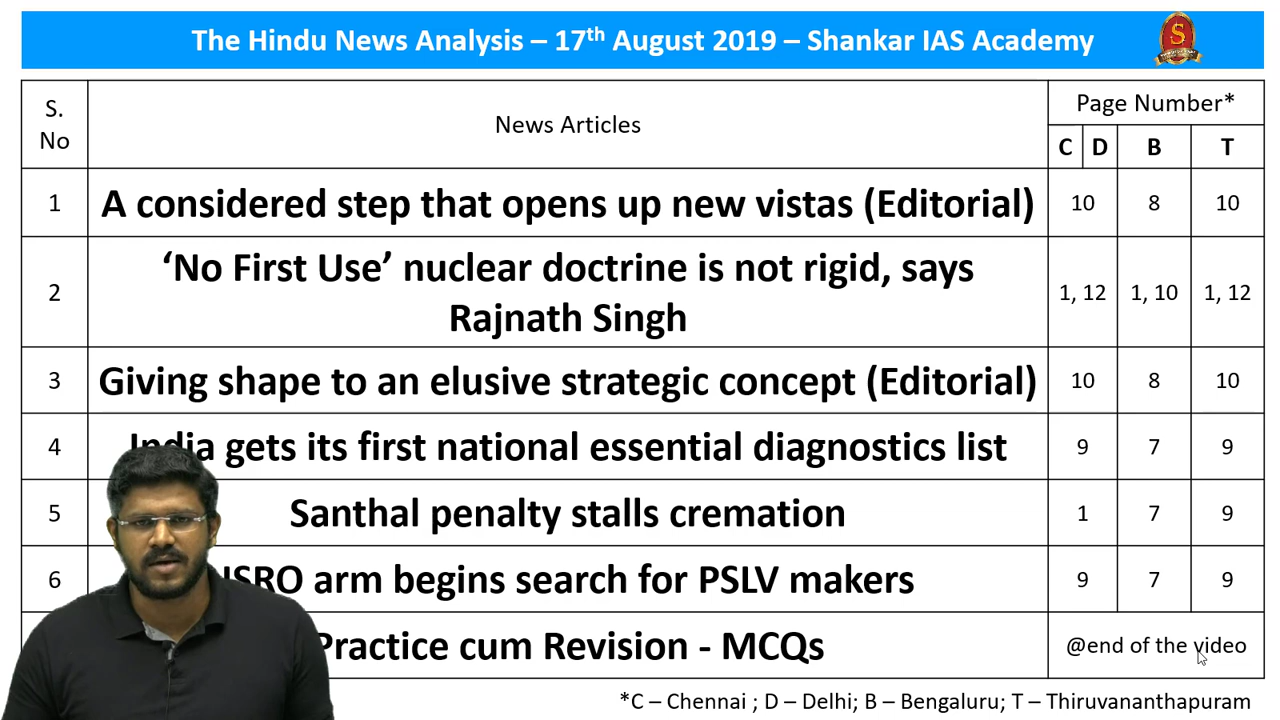 The Hindu News Analysis – 17th August 2019 – Shankar IAS Academy
S
S. No
News Articles
Page Number*
C D B T
1 A considered step that opens up new vistas (Editorial) 10 8 10
2 ‘No First Use’ nuclear doctrine is not rigid, says
Rajnath Singh 1, 12 1, 10 1, 12
3 Giving shape to an elusive strategic concept (Editorial) 10 8 10
4 India gets its first national essential diagnostics list 9 7 9
5 Santhal penalty stalls cremation 1 7 9
6 ISRO arm begins search for PSLV makers 9 7 9
Practice cum Revision - MCQs @end of the video
*C – Chennai ; D – Delhi; B – Bengaluru; T – Thiruvananthapuram